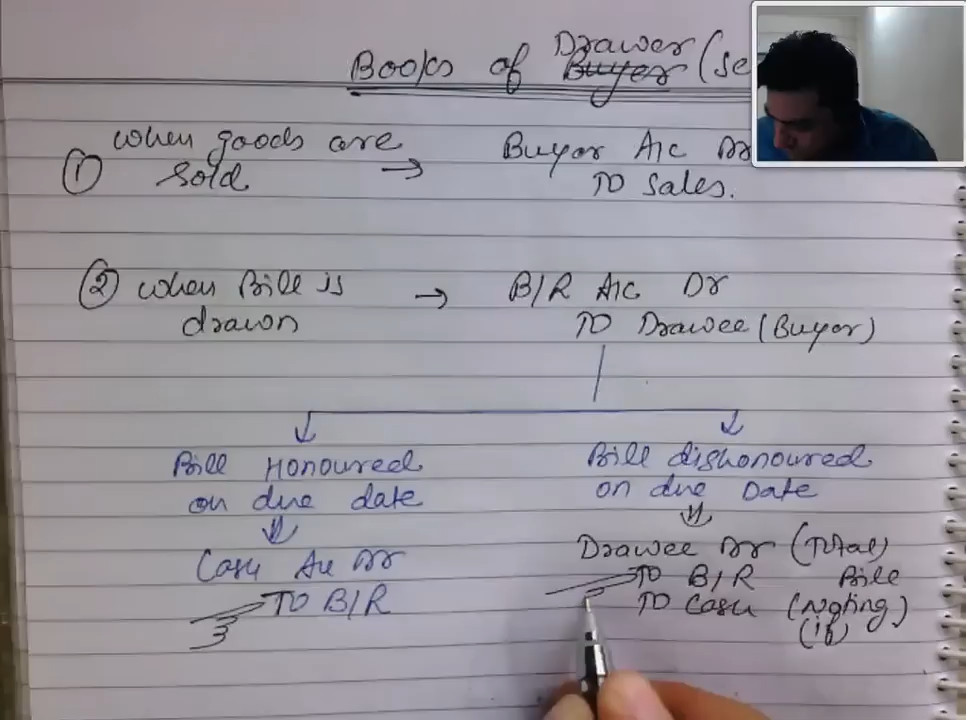 Books of Drawer Buyer (se
① when goods are sold → Buyer A/c Dr
To Sales.
② when Bill is drawn → B/R A/c Dr
To Drawee (Buyer)
Bill Honoured
on due date
Cash A/c Dr
To B/R
Bill dishonoured
on due Date
Drawee Dr (Total)
To B/R Bill
To Cash (Noting)
(if)